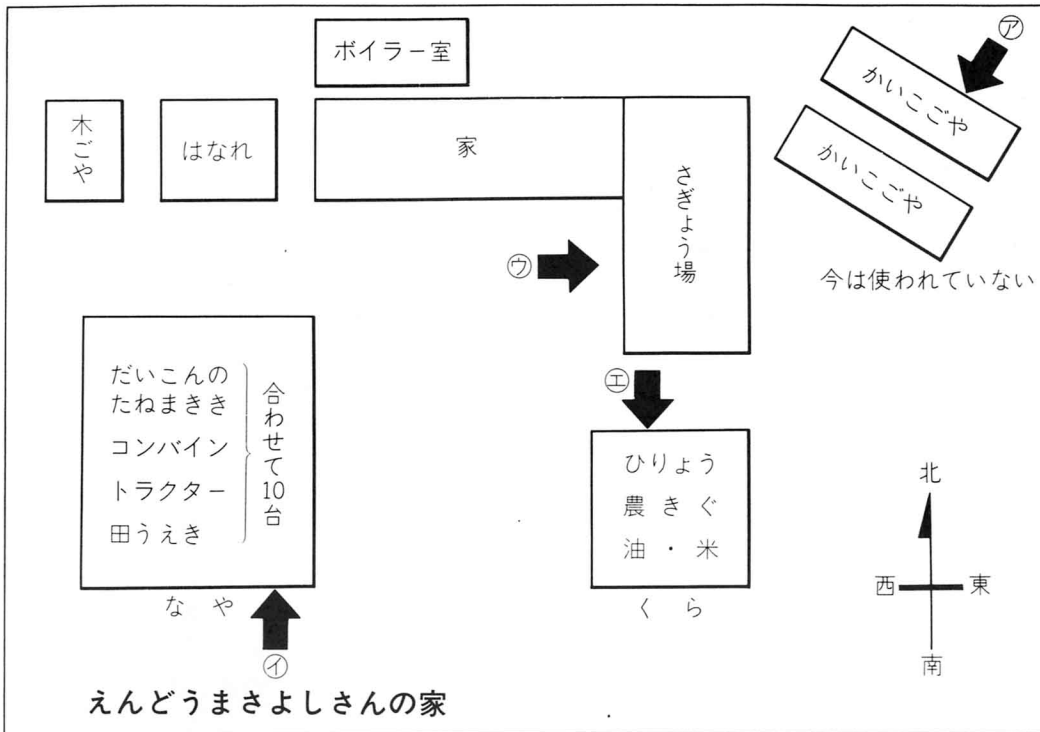 ボイラー室
㋐
かいこごや
かいこごや
今は使われていない
木ごや
はなれ
家
さぎょう場
㋒
㋓
だいこんの
たねまきき
コンバイン
トラクター
田うえき
合わせて10台
なや
㋑
ひりょう
農きぐ
油・米
くら
北
西
東
南
えんどうまさよしさんの家